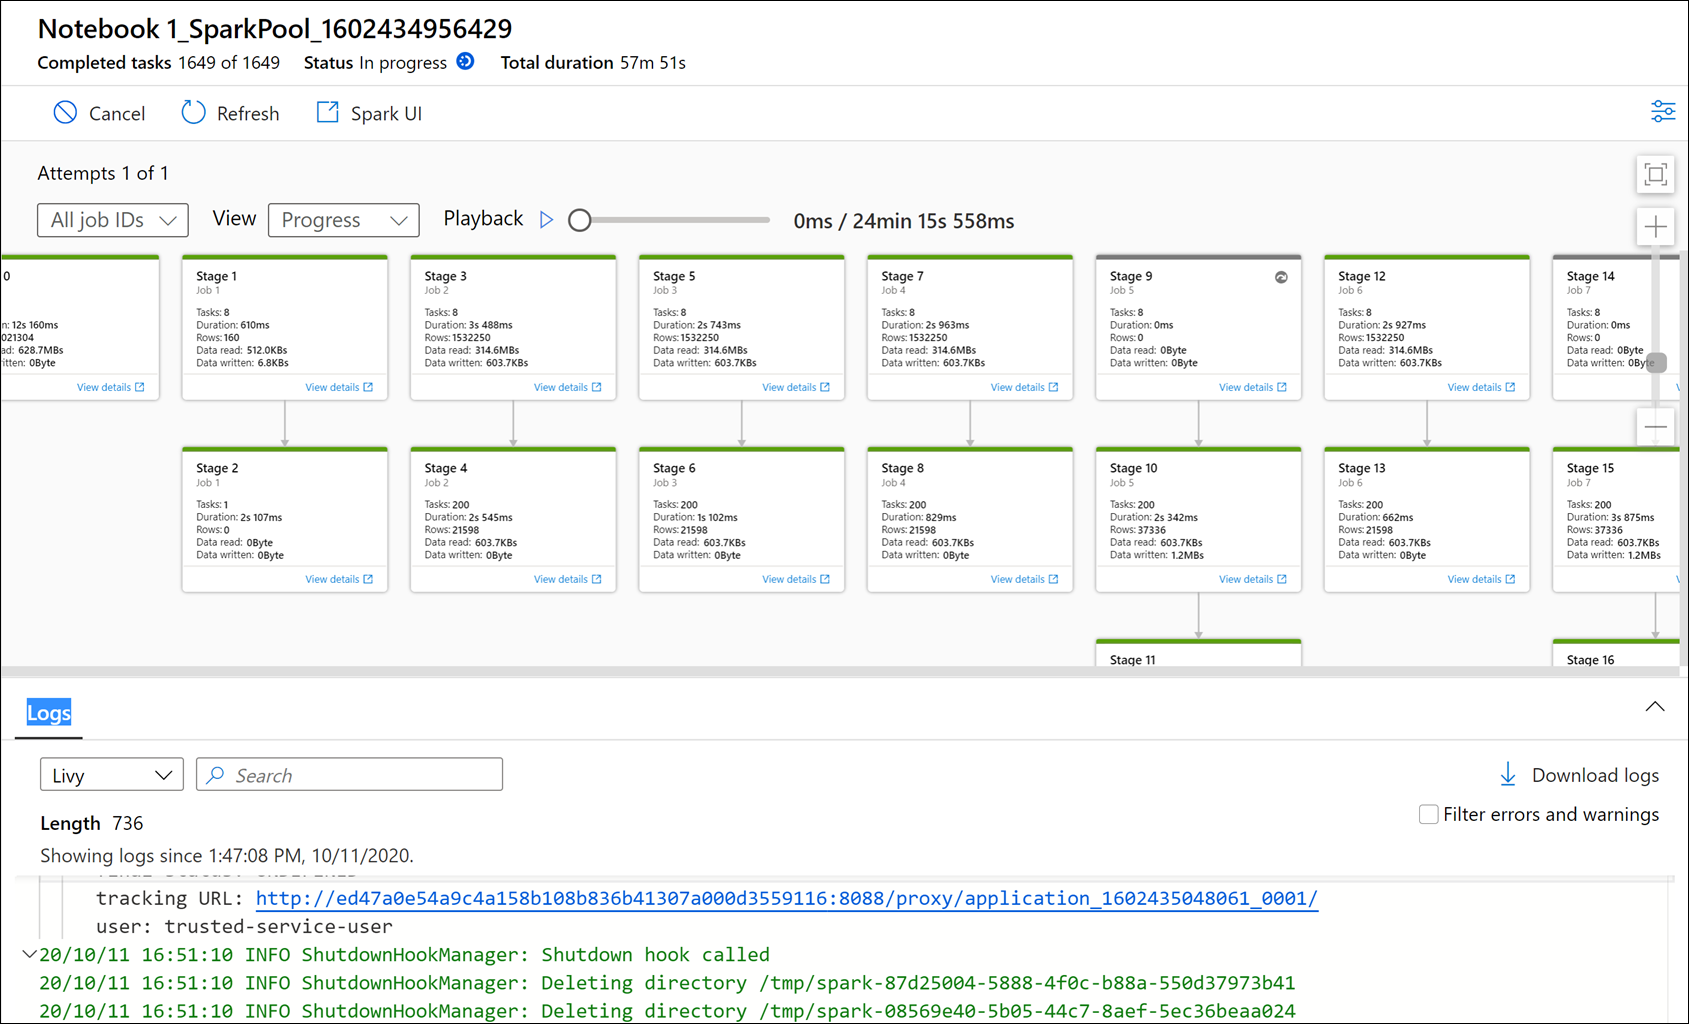 Notebook 1_SparkPool_1602434956429
Completed tasks 1649 of 1649 Status In progress Total duration 57m 51s
Cancel Refresh Spark UI
Attempts 1 of 1
All job IDs View Progress Playback 0ms / 24min 15s 558ms
0
n: 12s 160ms
021304
ad: 628.7MBs
itten: 0Byte
View details
Stage 1
Job 1
Tasks: 8
Duration: 610ms
Rows: 160
Data read: 512.0KBs
Data written: 6.8KBs
View details
Stage 3
Job 2
Tasks: 8
Duration: 3s 488ms
Rows: 1532250
Data read: 314.6MBs
Data written: 603.7KBs
View details
Stage 5
Job 3
Tasks: 8
Duration: 2s 743ms
Rows: 1532250
Data read: 314.6MBs
Data written: 603.7KBs
View details
Stage 7
Job 4
Tasks: 8
Duration: 2s 963ms
Rows: 1532250
Data read: 314.6MBs
Data written: 603.7KBs
View details
Stage 9
Job 5
Tasks: 8
Duration: 0ms
Rows: 0
Data read: 0Byte
Data written: 0Byte
View details
Stage 12
Job 6
Tasks: 8
Duration: 2s 927ms
Rows: 1532250
Data read: 314.6MBs
Data written: 603.7KBs
View details
Stage 14
Job 7
Tasks: 8
Duration: 0ms
Rows: 0
Data read: 0Byte
Data written: 0Byte
Stage 2
Job 1
Tasks: 1
Duration: 2s 107ms
Rows: 0
Data read: 0Byte
Data written: 0Byte
View details
Stage 4
Job 2
Tasks: 200
Duration: 2s 545ms
Rows: 21598
Data read: 603.7KBs
Data written: 0Byte
View details
Stage 6
Job 3
Tasks: 200
Duration: 1s 102ms
Rows: 21598
Data read: 603.7KBs
Data written: 0Byte
View details
Stage 8
Job 4
Tasks: 200
Duration: 829ms
Rows: 21598
Data read: 603.7KBs
Data written: 0Byte
View details
Stage 10
Job 5
Tasks: 200
Duration: 2s 342ms
Rows: 37336
Data read: 603.7KBs
Data written: 1.2MBs
View details
Stage 13
Job 6
Tasks: 200
Duration: 662ms
Rows: 21598
Data read: 603.7KBs
Data written: 0Byte
View details
Stage 15
Job 7
Tasks: 200
Duration: 3s 875ms
Rows: 37336
Data read: 603.7KBs
Data written: 1.2MBs
Stage 11
Stage 16
Logs
Livy Search
Download logs
Filter errors and warnings
Length 736
Showing logs since 1:47:08 PM, 10/11/2020.
tracking URL: http://ed47a0e54a9c4a158b108b836b41307a000d3559116:8088/proxy/application_1602435048061_0001/
user: trusted-service-user
20/10/11 16:51:10 INFO ShutdownHookManager: Shutdown hook called
20/10/11 16:51:10 INFO ShutdownHookManager: Deleting directory /tmp/spark-87d25004-5888-4f0c-b88a-550d37973b41
20/10/11 16:51:10 INFO ShutdownHookManager: Deleting directory /tmp/spark-08569e40-5b05-44c7-8aef-5ec36beaa024